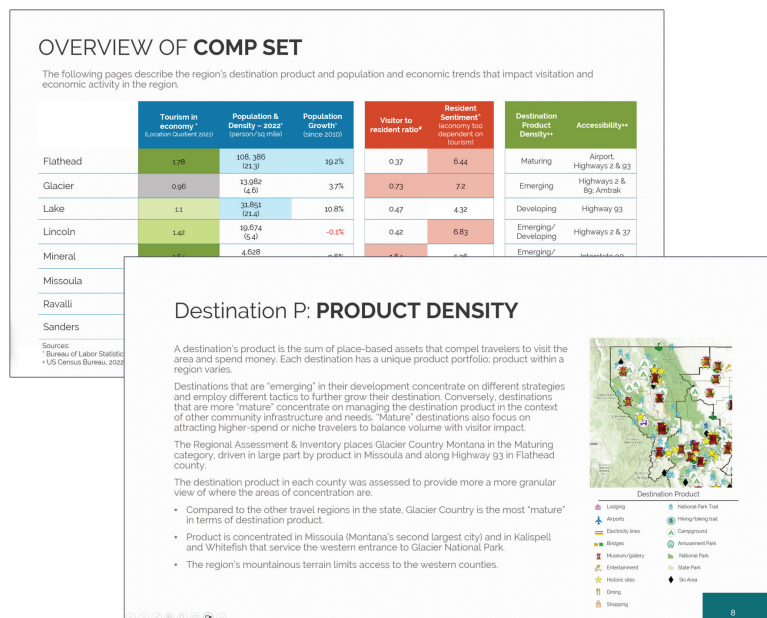 OVERVIEW OF COMP SET
The following pages describe the region's destination product and population and economic trends that impact visitation and
economic activity in the region.
Tourism in economy * (Location Quotient 2021)
Population & Density – 2022+ (person/sq mile)
Population Growth+ (since 2010)
Visitor to resident ratio#
Resident Sentiment^ (economy too dependent on tourism)
Destination Product Density++
Accessibility++
Flathead 1.78 108, 386 (21.3) 19.2% 0.37 6.44 Maturing Airport, Highways 2 & 93
Glacier 0.96 13,982 (4.6) 3.7% 0.73 7.2 Emerging Highways 2 & 89; Amtrak
Lake 1.1 31,851 (21.4) 10.8% 0.47 4.32 Developing Highway 93
Lincoln 1.42 19,674 (5.4) -0.1% 0.42 6.83 Emerging/ Developing Highways 2 & 37
Mineral 4,628 Emerging/
Missoula
Ravalli
Sanders
Sources:
* Bureau of Labor Statistic
+ US Census Bureau, 2022
Destination P: PRODUCT DENSITY
A destination's product is the sum of place-based assets that compel travelers to visit the
area and spend money. Each destination has a unique product portfolio; product within a
region varies.
Destinations that are "emerging" in their development concentrate on different strategies
and employ different tactics to further grow their destination. Conversely, destinations
that are more "mature" concentrate on managing the destination product in the context
of other community infrastructure and needs. "Mature" destinations also focus on
attracting higher-spend or niche travelers to balance volume with visitor impact.
The Regional Assessment & Inventory places Glacier Country Montana in the Maturing
category, driven in large part by product in Missoula and along Highway 93 in Flathead
county.
The destination product in each county was assessed to provide more a more granular
view of where the areas of concentration are.
• Compared to the other travel regions in the state, Glacier Country is the most "mature"
in terms of destination product.
• Product is concentrated in Missoula (Montana's second largest city) and in Kalispell
and Whitefish that service the western entrance to Glacier National Park.
• The region's mountainous terrain limits access to the western counties.
Destination Product
Lodging
Airports
Electricity lines
Bridges
Museum/gallery
Entertainment
Historic sites
Dining
Shopping
National Park Trail
Hiking/biking trail
Campground
Amusement Park
National Park
State Park
Ski Area
8